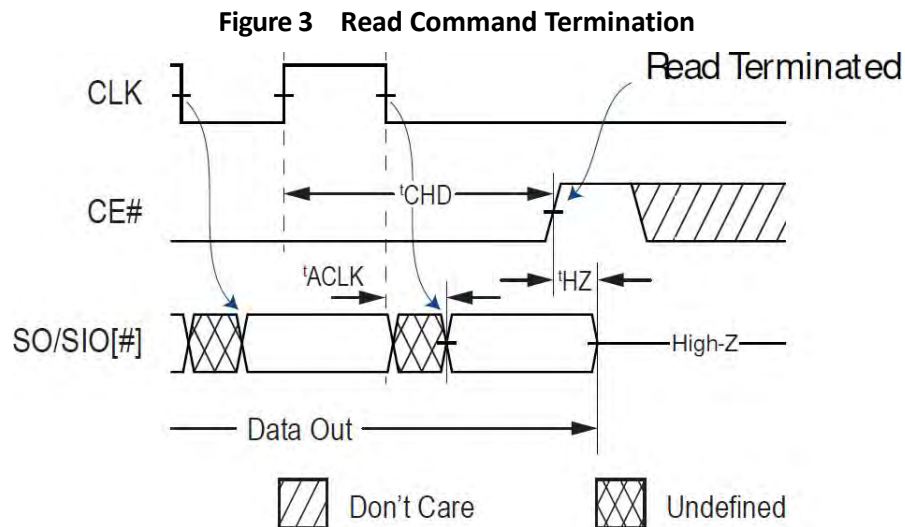 Figure 3 Read Command Termination
Read Terminated
CLK
tCHD
CE#
tACLK
tHZ
SO/SIO[#]
High-Z
Data Out
Don't Care
Undefined